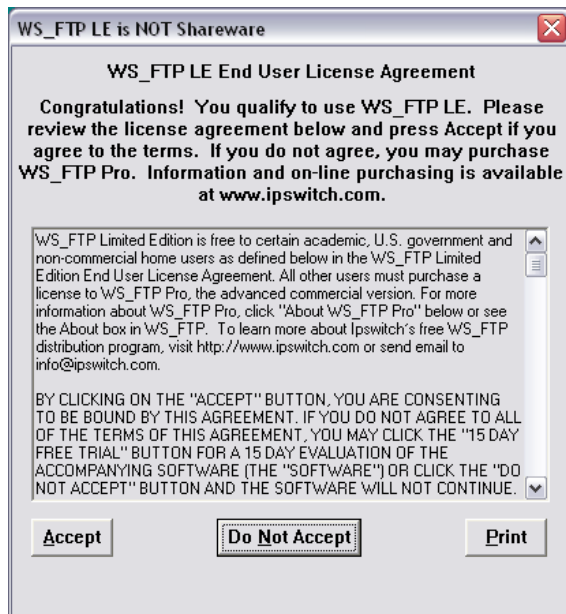 WS_FTP LE is NOT Shareware
WS_FTP LE End User License Agreement
Congratulations! You qualify to use WS_FTP LE. Please
review the license agreement below and press Accept if you
agree to the terms. If you do not agree, you may purchase
WS_FTP Pro. Information and on-line purchasing is available
at www.ipswitch.com.
WS_FTP Limited Edition is free to certain academic, U.S. government and
non-commercial home users as defined below in the WS_FTP Limited
Edition End User License Agreement. All other users must purchase a
license to WS_FTP Pro, the advanced commercial version. For more
information about WS_FTP Pro, click "About WS_FTP Pro" below or see
the About box in WS_FTP. To learn more about Ipswitch's free WS_FTP
distribution program, visit http://www.ipswitch.com or send email to
info@ipswitch.com.
BY CLICKING ON THE "ACCEPT" BUTTON, YOU ARE CONSENTING
TO BE BOUND BY THIS AGREEMENT. IF YOU DO NOT AGREE TO ALL
OF THE TERMS OF THIS AGREEMENT, YOU MAY CLICK THE "15 DAY
FREE TRIAL" BUTTON FOR A 15 DAY EVALUATION OF THE
ACCOMPANYING SOFTWARE (THE "SOFTWARE") OR CLICK THE "DO
NOT ACCEPT" BUTTON AND THE SOFTWARE WILL NOT CONTINUE.
Accept
Do Not Accept
Print